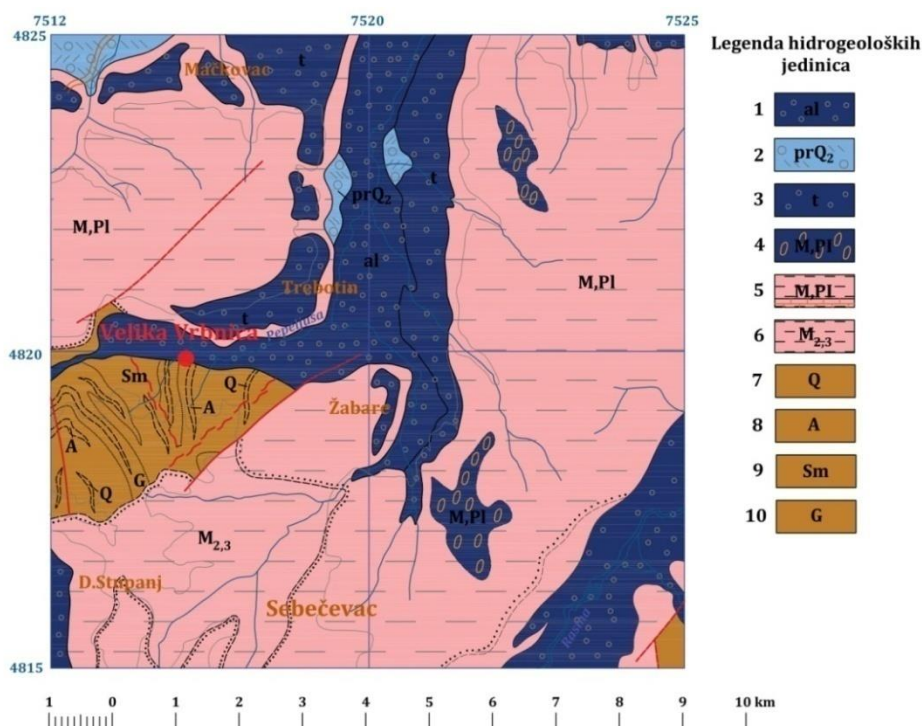 7512
7520
7525
4825
Mačkovac
t
prQ₂
t
M,Pl
al
M,Pl
Trebotin
t
Pepeljuša
Velika Vrbnica
4820
Sm
Q
A
Žabare
A
Q
G
M,Pl
M₂,₃
D.Stupanj
Sebečevac
Rasina
4815
Legenda hidrogeoloških
jedinica
1 al
2 prQ₂
3 t
4 M,Pl
5 M,Pl
6 M₂,₃
7 Q
8 A
9 Sm
10 G
1 0 1 2 3 4 5 6 7 8 9 10 km